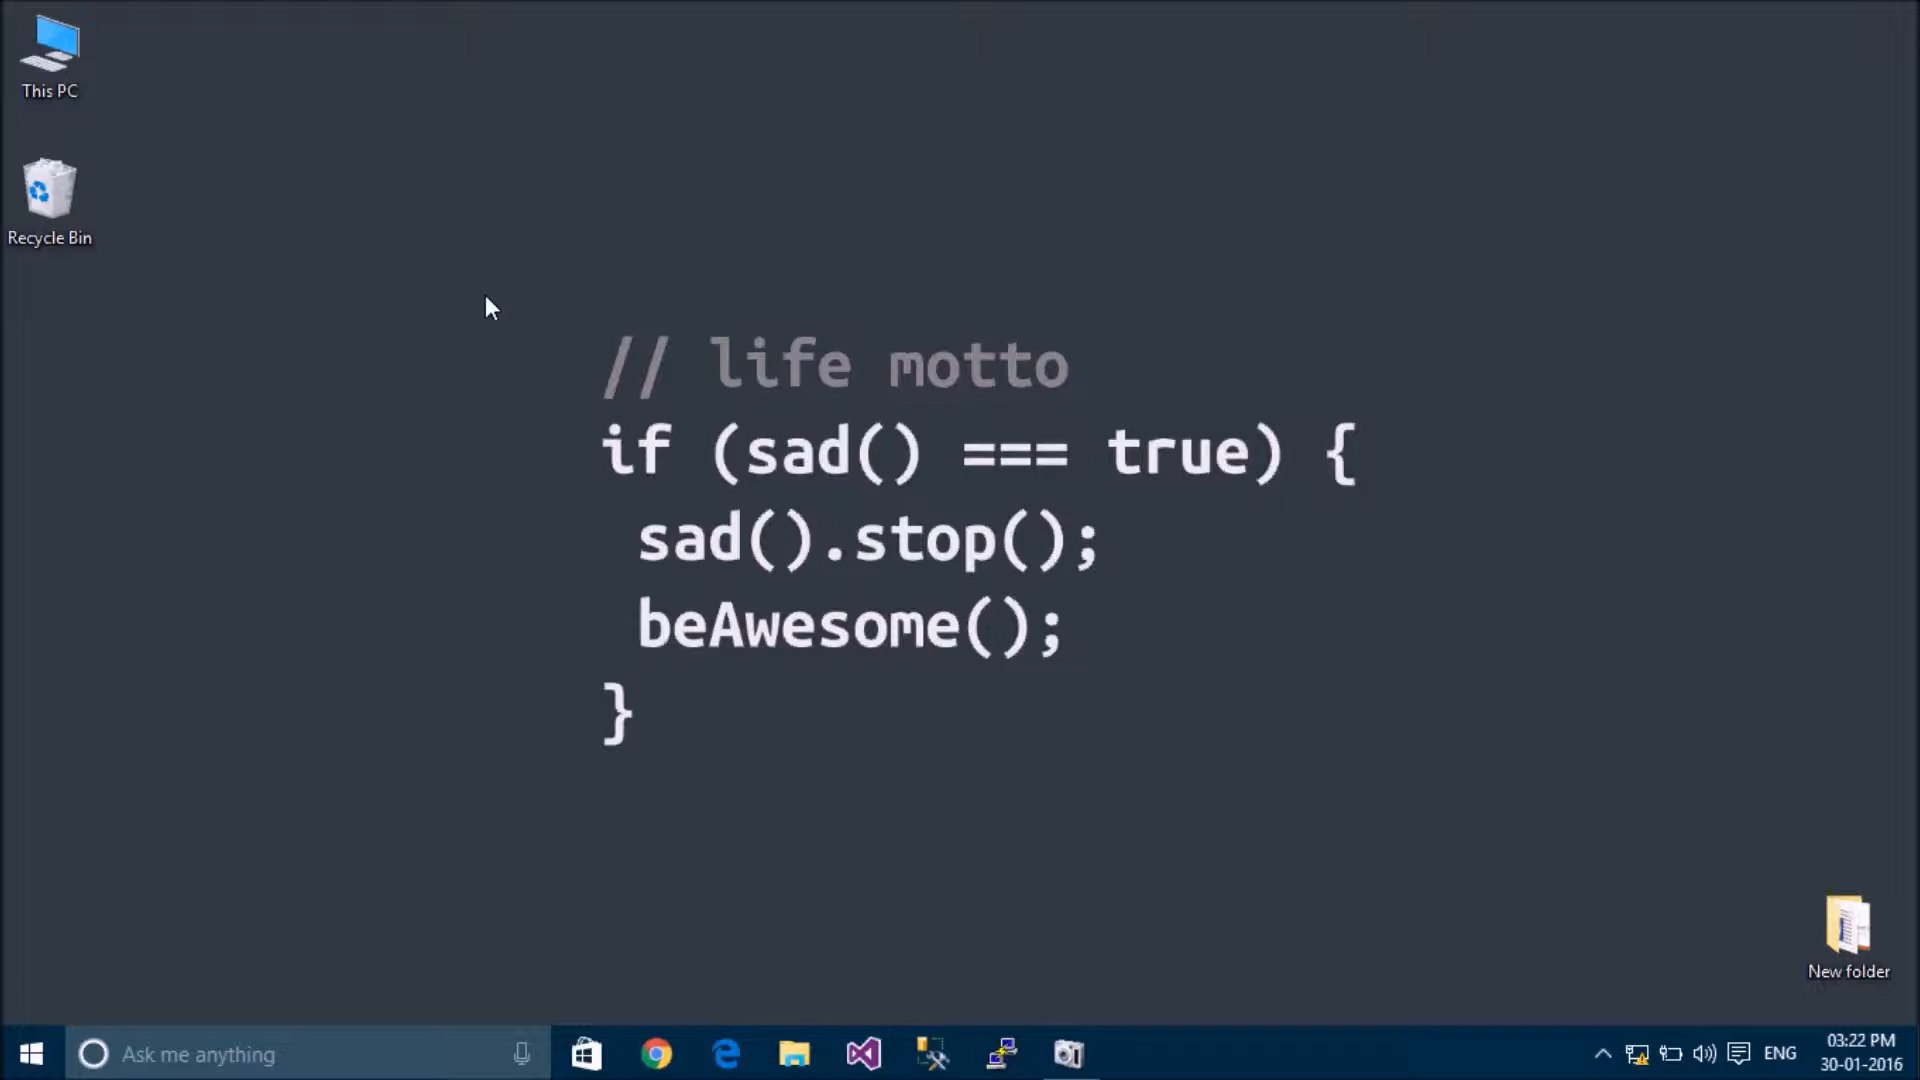 This PC
Recycle Bin
// life motto
if (sad() === true) {
sad().stop();
beAwesome();
}
New folder
Ask me anything
ENG
03:22 PM
30-01-2016